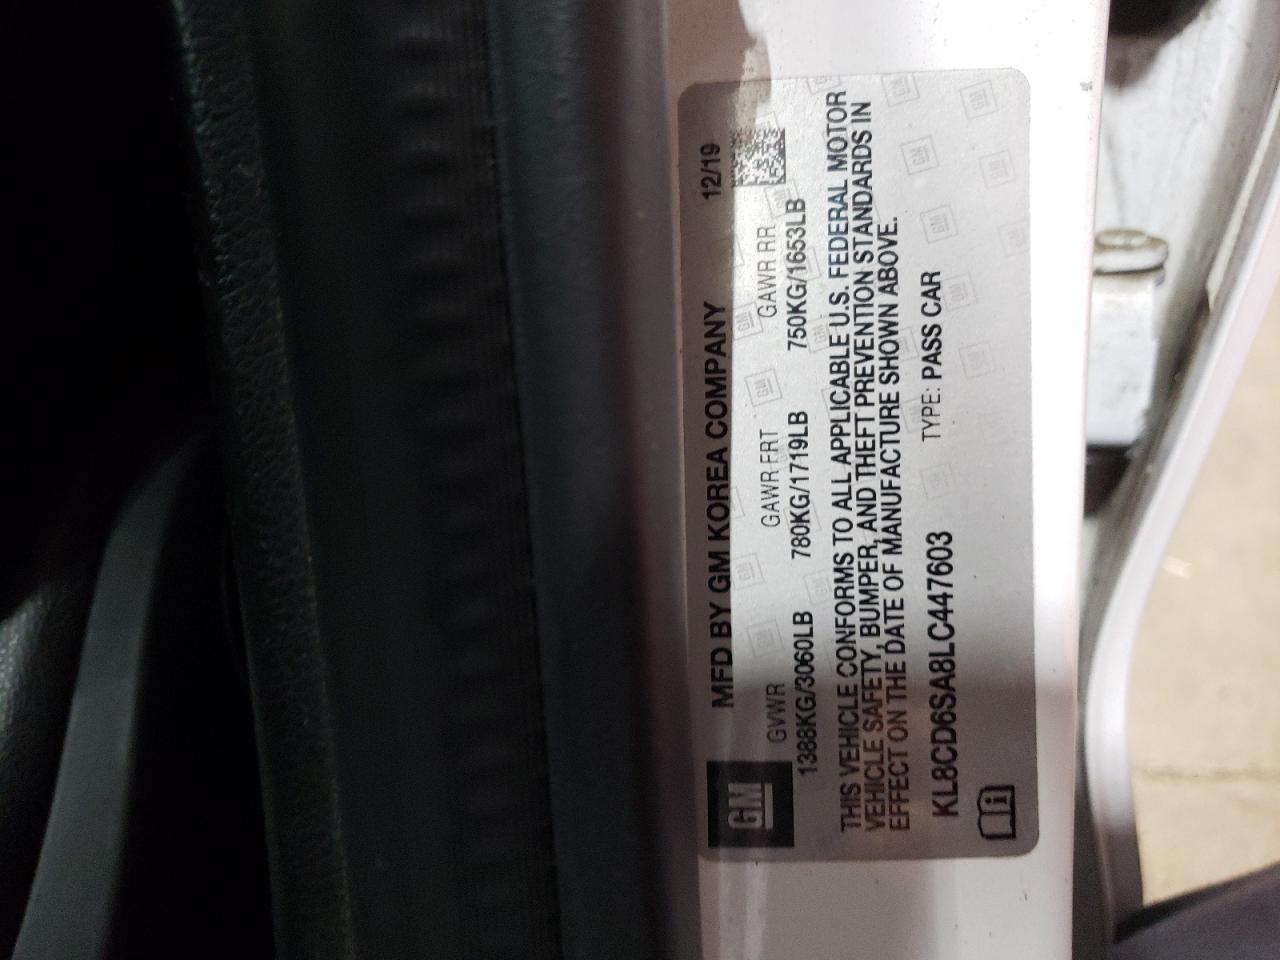 GM
MFD BY GM KOREA COMPANY 12/19
GVWR GAWR FRT GAWR RR
1388KG/3060LB 780KG/1719LB 750KG/1653LB
THIS VEHICLE CONFORMS TO ALL APPLICABLE U.S. FEDERAL MOTOR
VEHICLE SAFETY, BUMPER, AND THEFT PREVENTION STANDARDS IN
EFFECT ON THE DATE OF MANUFACTURE SHOWN ABOVE.
KL8CD6SA8LC447603 TYPE: PASS CAR